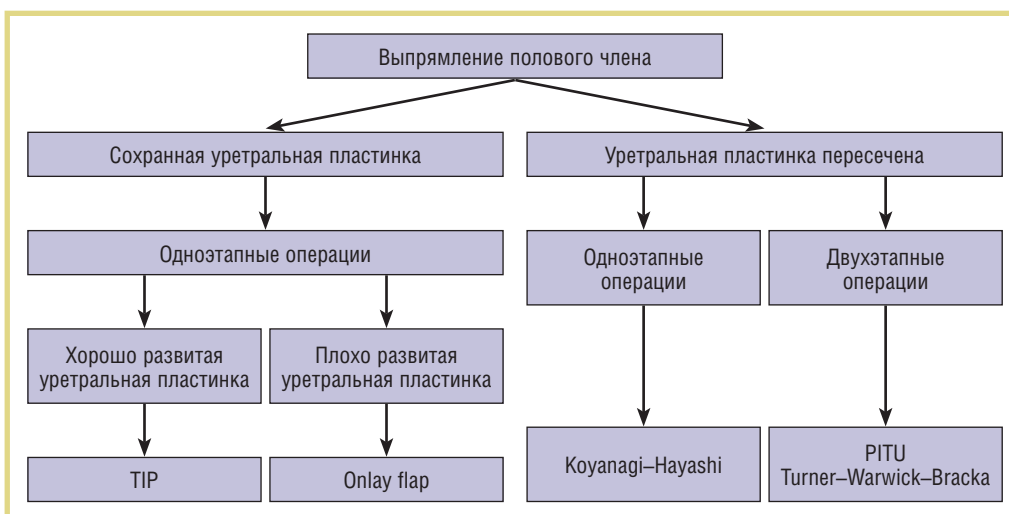 Выпрямление полового члена
Сохранная уретральная пластинка
Уретральная пластинка пересечена
Одноэтапные операции
Одноэтапные
операции
Двухэтапные
операции
Хорошо развитая
уретральная пластинка
Плохо развитая
уретральная пластинка
TIP
Onlay flap
Koyanagi–Hayashi
PITU
Turner–Warwick–Bracka